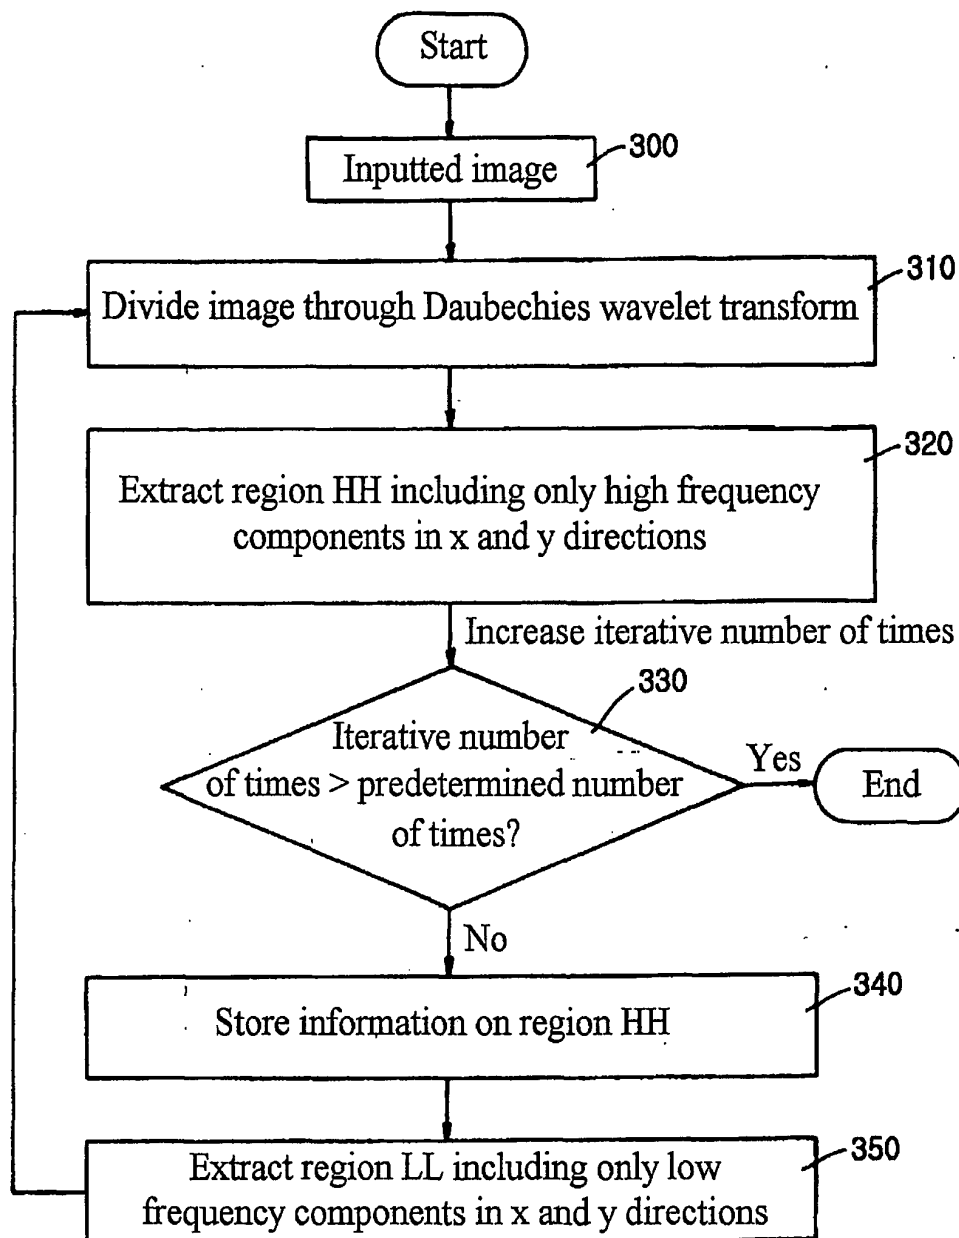 Start
300
Inputted image
310
Divide image through Daubechies wavelet transform
320
Extract region HH including only high frequency
components in x and y directions
Increase iterative number of times
330
Iterative number
of times > predetermined number
of times?
Yes
End
No
340
Store information on region HH
350
Extract region LL including only low
frequency components in x and y directions